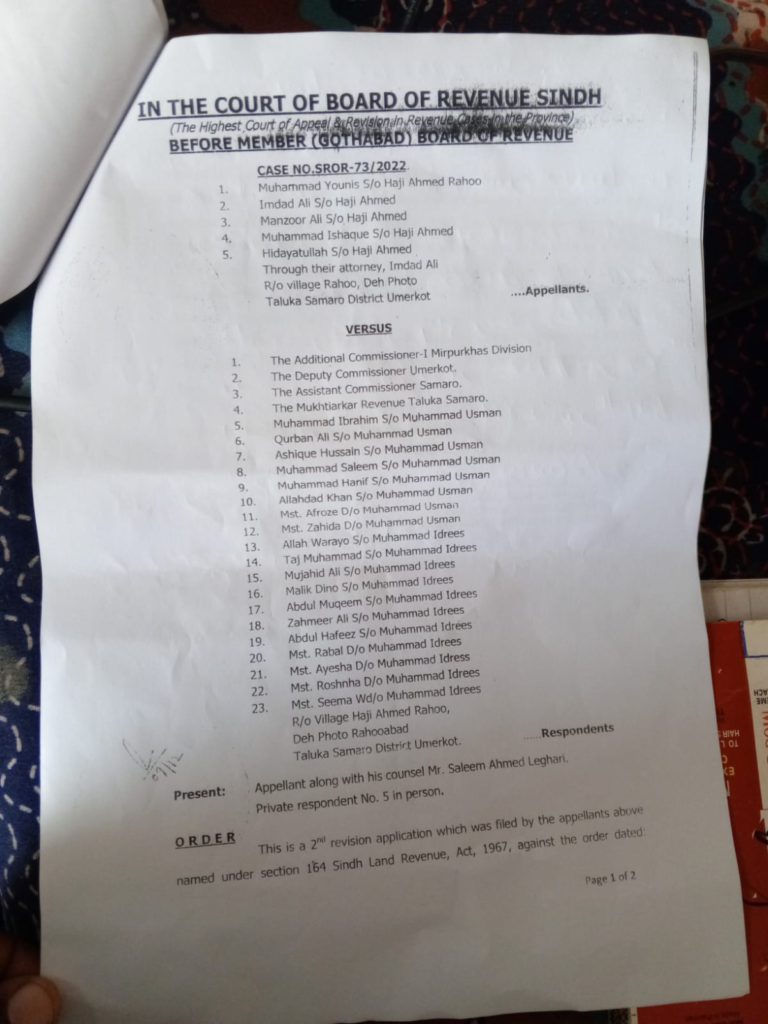 IN THE COURT OF BOARD OF REVENUE SINDH
(The Highest Court of Appeal & Revision In Revenue Cases in the Province)
BEFORE MEMBER (GOTHABAD) BOARD OF REVENUE
CASE NO.SROR-73/2022.
1. Muhammad Younis S/o Haji Ahmed Rahoo
2. Imdad Ali S/o Haji Ahmed
3. Manzoor Ali S/o Haji Ahmed
4. Muhammad Ishaque S/o Haji Ahmed
5. Hidayatullah S/o Haji Ahmed
Through their attorney, Imdad Ali
R/o village Rahoo, Deh Photo
Taluka Samaro District Umerkot ....Appellants.
VERSUS
1. The Additional Commissioner-I Mirpurkhas Division
2. The Deputy Commissioner Umerkot.
3. The Assistant Commissioner Samaro.
4. The Mukhtiarkar Revenue Taluka Samaro.
5. Muhammad Ibrahim S/o Muhammad Usman
6. Qurban Ali S/o Muhammad Usman
7. Ashique Hussain S/o Muhammad Usman
8. Muhammad Saleem S/o Muhammad Usman
9. Muhammad Hanif S/o Muhammad Usman
10. Allahdad Khan S/o Muhammad Usman
11. Mst. Afroze D/o Muhammad Usman
12. Mst. Zahida D/o Muhammad Usman
13. Allah Warayo S/o Muhammad Idrees
14. Taj Muhammad S/o Muhammad Idrees
15. Mujahid Ali S/o Muhammad Idrees
16. Malik Dino S/o Muhammad Idrees
17. Abdul Muqeem S/o Muhammad Idrees
18. Zahmeer Ali S/o Muhammad Idrees
19. Abdul Hafeez S/o Muhammad Idrees
20. Mst. Rabal D/o Muhammad Idrees
21. Mst. Ayesha D/o Muhammad Idress
22. Mst. Roshnha D/o Muhammad Idrees
23. Mst. Seema Wd/o Muhammad Idrees
R/o Village Haji Ahmed Rahoo,
Deh Photo Rahooabad
Taluka Samaro District Umerkot. ......Respondents
Present: Appellant along with his counsel Mr. Saleem Ahmed Leghari.
Private respondent No. 5 in person.
ORDER This is a 2nd revision application which was filed by the appellants above
named under section 164 Sindh Land Revenue, Act, 1967, against the order dated:
Page 1 of 2